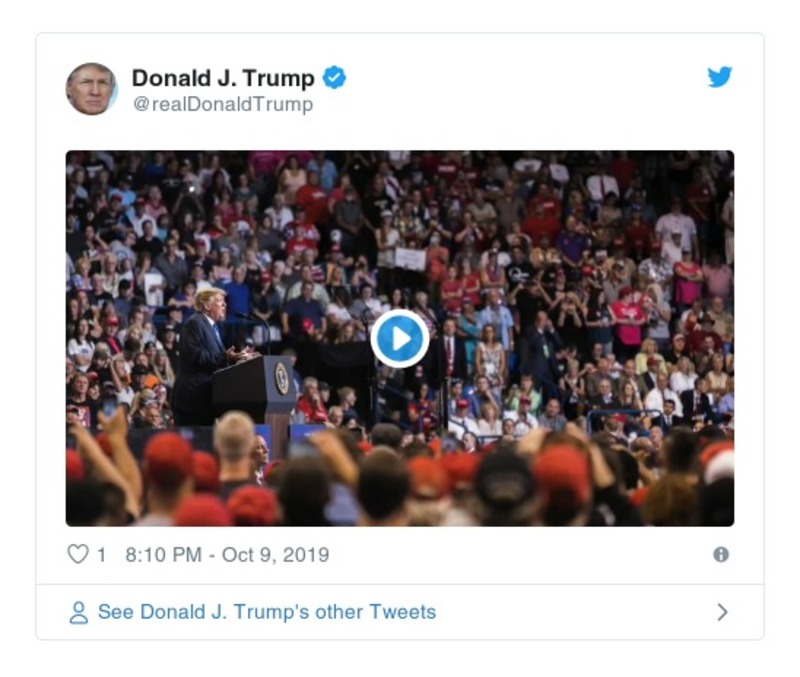 Donald J. Trump
@realDonaldTrump
1 8:10 PM - Oct 9, 2019
See Donald J. Trump's other Tweets